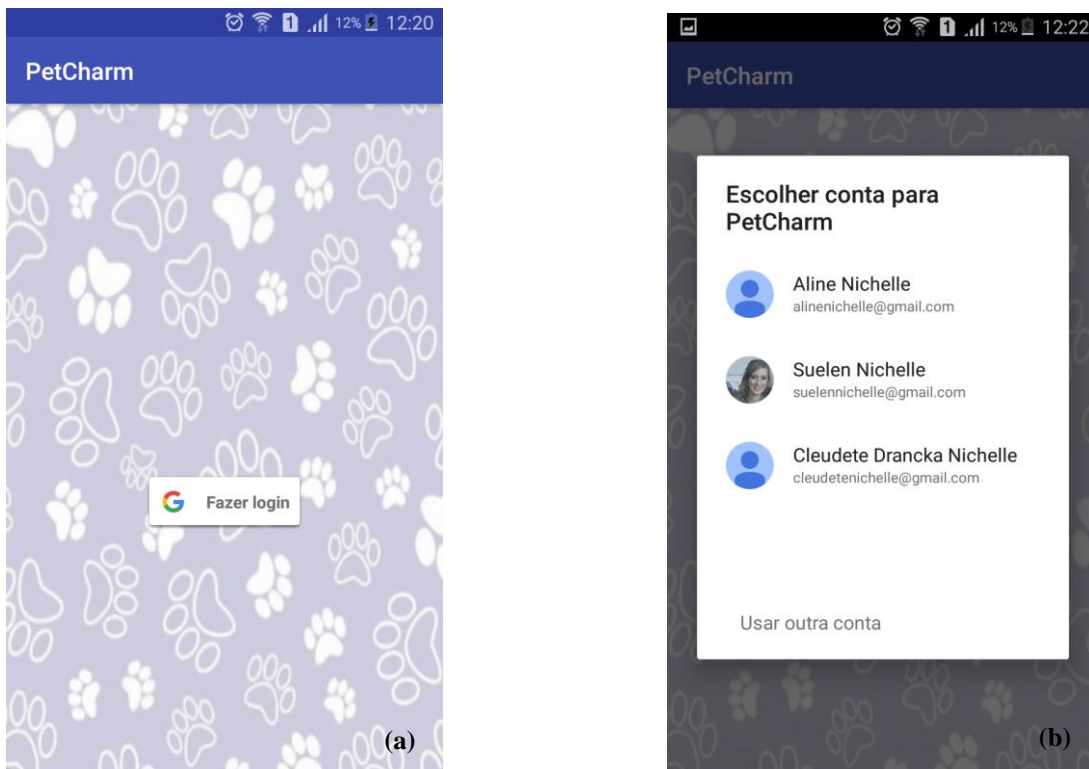 12% 12:20
PetCharm
Fazer login
(a)
1 12% 12:22
PetCharm
Escolher conta para
PetCharm
Aline Nichelle
alinenichelle@gmail.com
Suelen Nichelle
suelennichelle@gmail.com
Cleudete Drancka Nichelle
cleudetenichelle@gmail.com
Usar outra conta
(b)